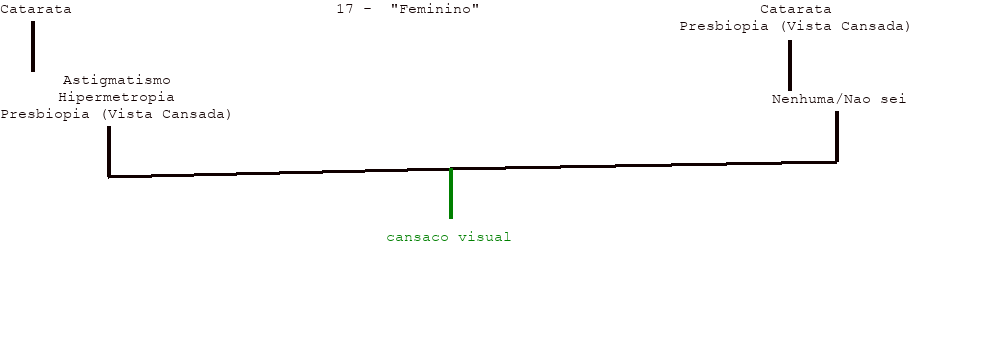 Catarata
17 -  "Feminino"
Catarata
Presbiopia (Vista Cansada)
Astigmatismo
Hipermetropia
Presbiopia (Vista Cansada)
Nenhuma/Nao sei
cansaco visual